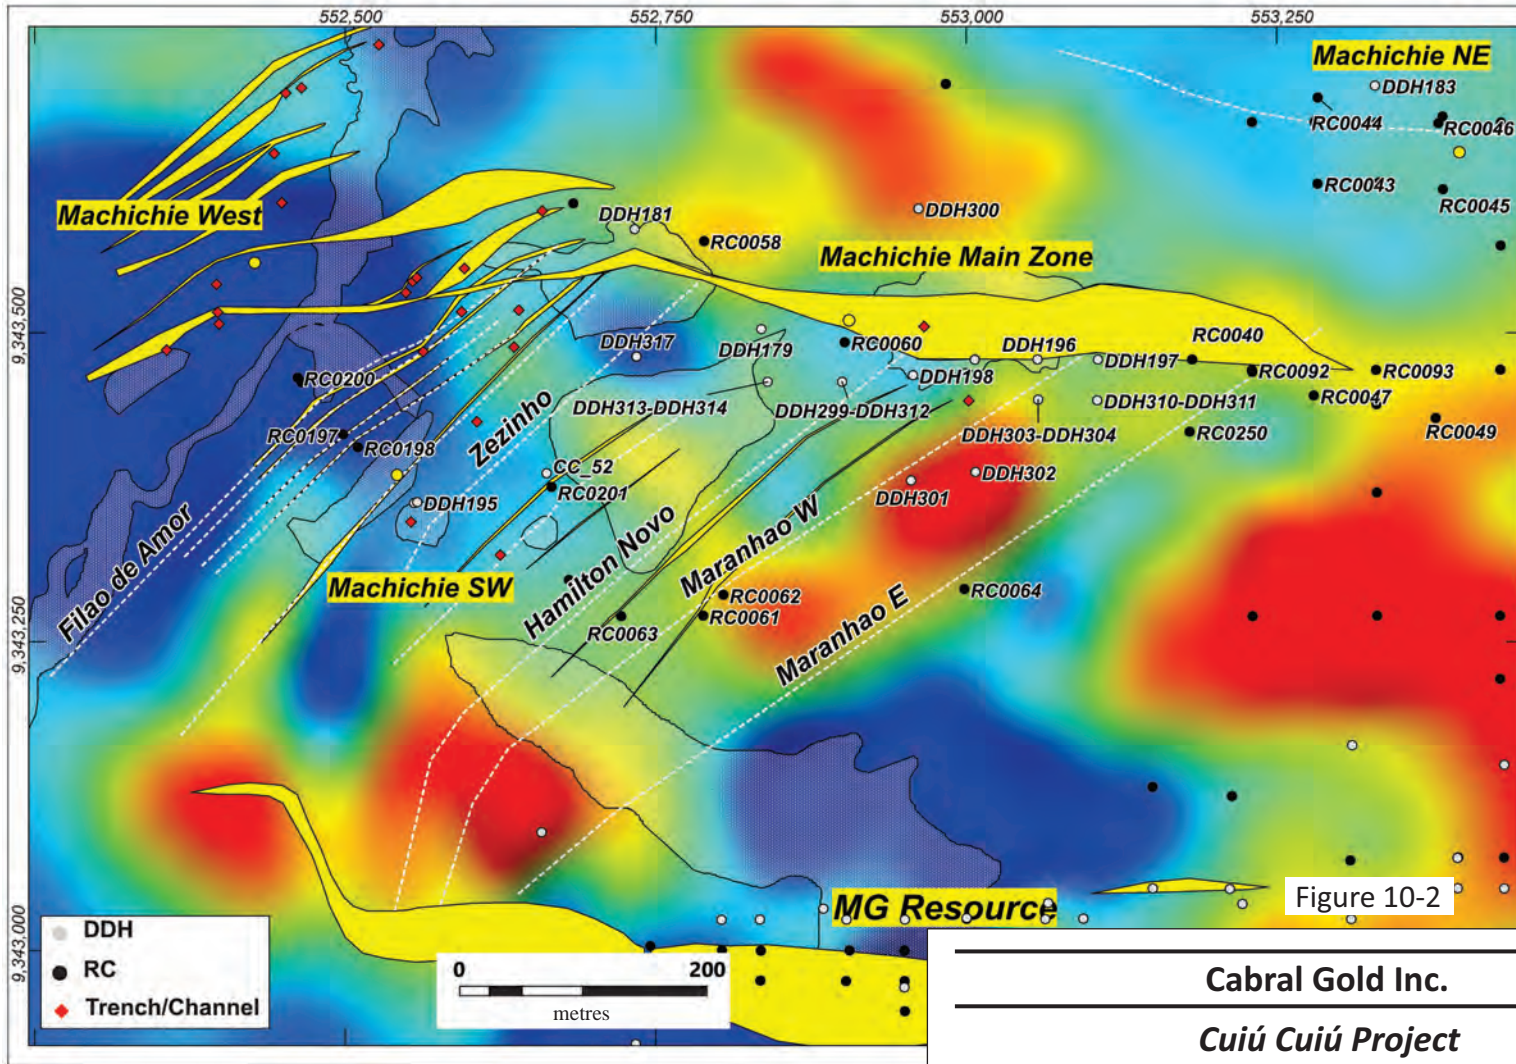 552,500
552,750
553,000
553,250
Machichie NE
DDH183
RC0044
RC0046
RC0043
RC0045
Machichie West
DDH181
RC0058
DDH300
Machichie Main Zone
9,343,500
DDH317
DDH179
RC0060
DDH196
RC0040
DDH197
DDH198
RC0092
RC0093
RC0200
DDH313-DDH314
DDH299-DDH312
DDH310-DDH311
RC0047
RC0197
RC0198
Zezinho
DDH303-DDH304
RC0250
RC0049
CC_52
RC0201
DDH302
DDH301
DDH195
Filao de Amor
Machichie SW
Hamilton Novo
Maranhao W
RC0062
RC0061
RC0063
RC0064
Maranhao E
9,343,250
MG Resource
Figure 10-2
9,343,000
DDH
RC
Trench/Channel
0
200
metres
Cabral Gold Inc.
Cuiú Cuiú Project